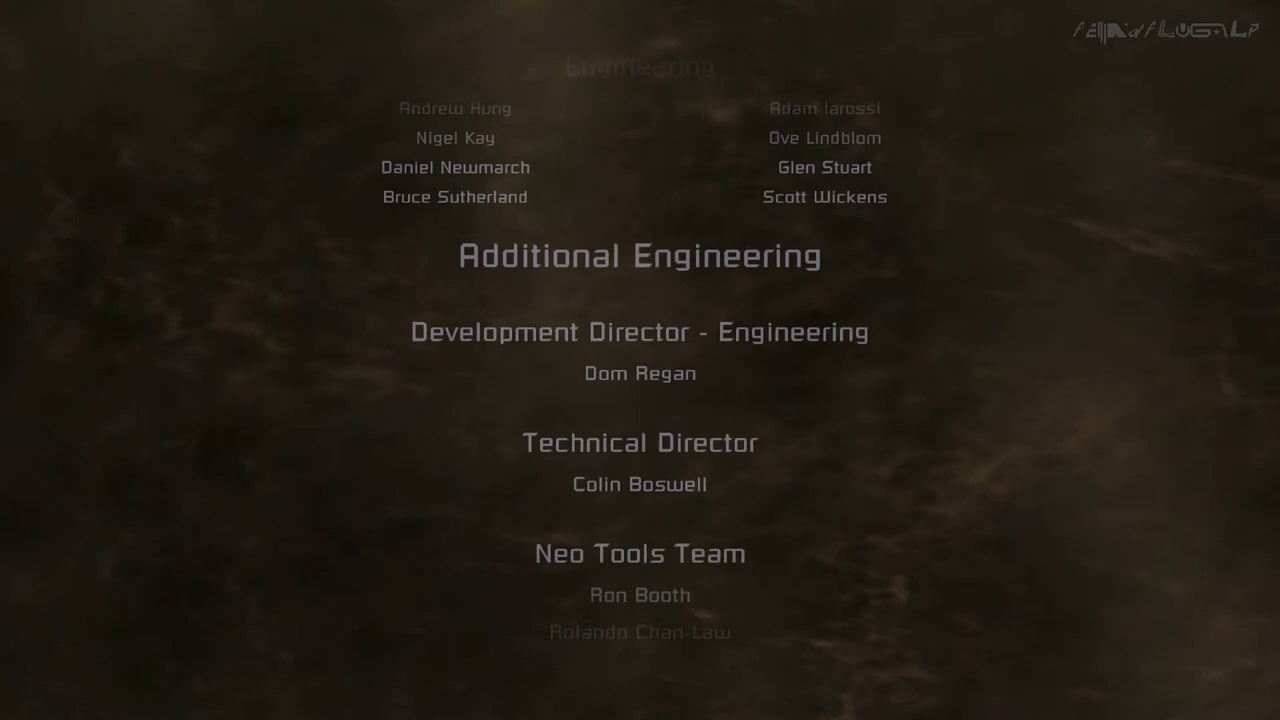 Engineering
Andrew Hung Adam Iarossi
Nigel Kay Ove Lindblom
Daniel Newmarch Glen Stuart
Bruce Sutherland Scott Wickens
Additional Engineering
Development Director - Engineering
Dom Regan
Technical Director
Colin Boswell
Neo Tools Team
Ron Booth
Rolando Chan-Law